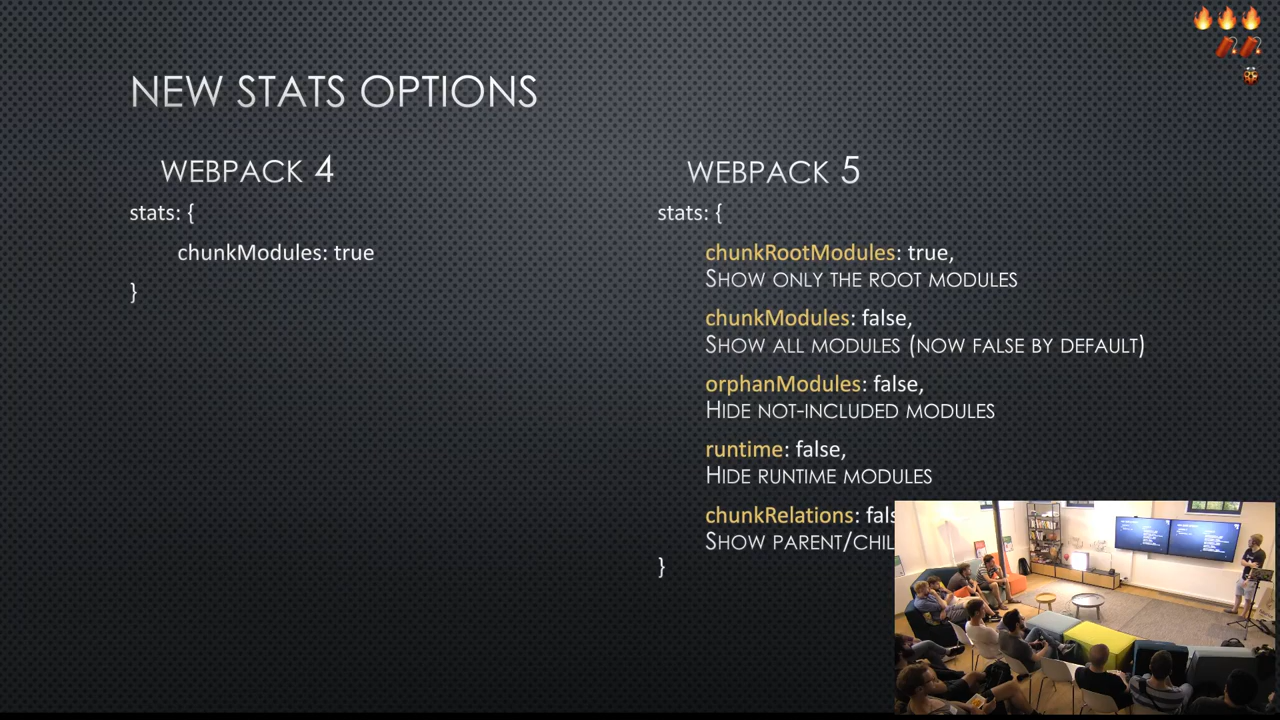 NEW STATS OPTIONS
WEBPACK 4
stats: {
chunkModules: true
}
WEBPACK 5
stats: {
chunkRootModules: true,
SHOW ONLY THE ROOT MODULES
chunkModules: false,
SHOW ALL MODULES (NOW FALSE BY DEFAULT)
orphanModules: false,
HIDE NOT-INCLUDED MODULES
runtime: false,
HIDE RUNTIME MODULES
chunkRelations:
SHOW
}